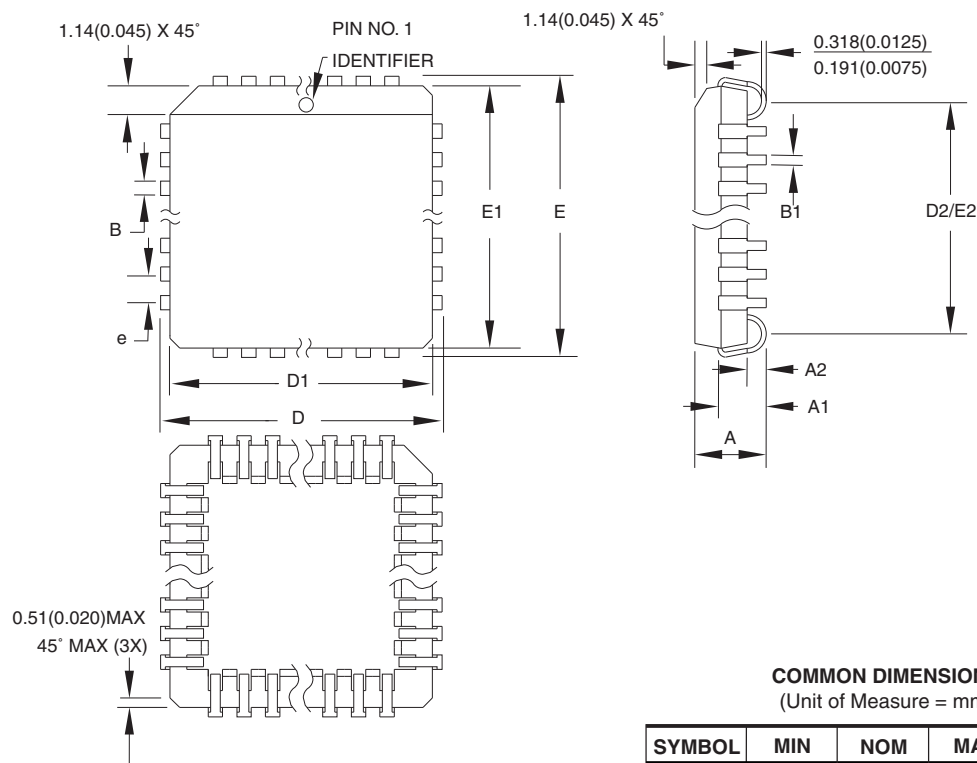 1.14(0.045) X 45˚
PIN NO. 1
IDENTIFIER
1.14(0.045) X 45˚
0.318(0.0125)
0.191(0.0075)
B
e
E1
E
B1
D2/E2
D1
D
A2
A1
A
0.51(0.020)MAX
45˚ MAX (3X)
COMMON
(Unit of Measure =
SYMBOL MIN NOM